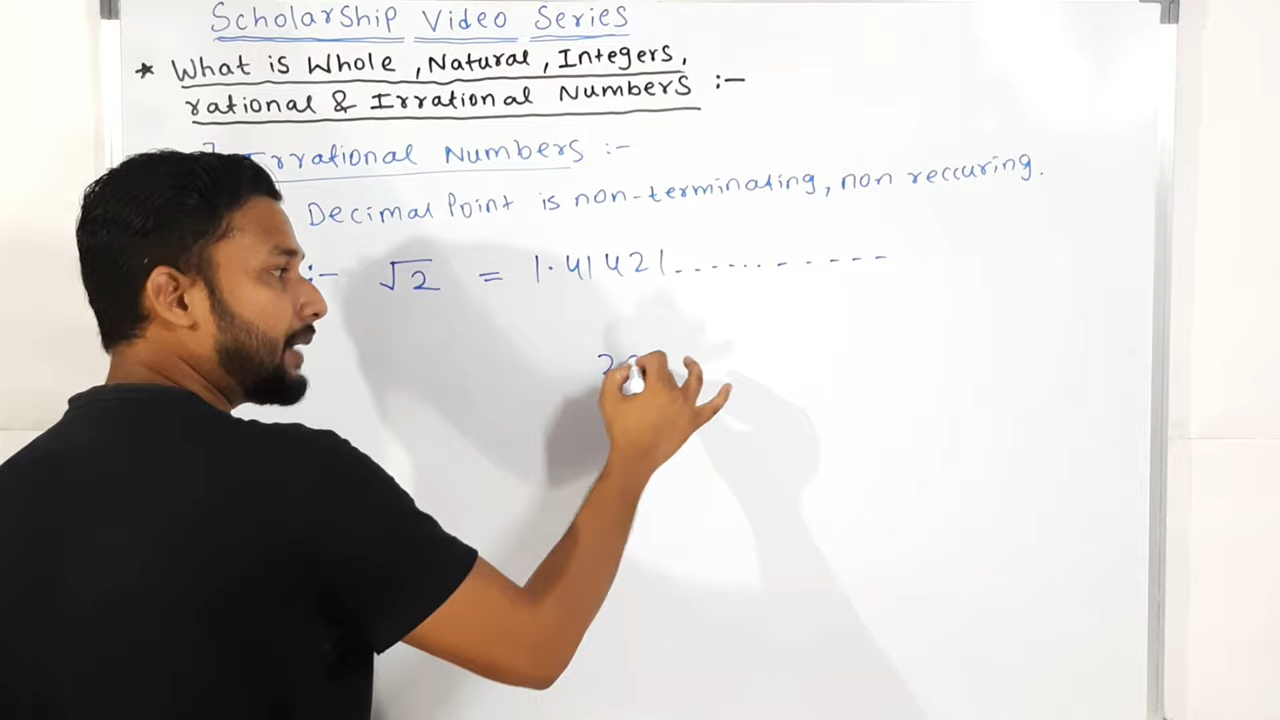 Scholarship Video Series
* What is Whole, Natural, Integers,
rational & Irrational Numbers :-
Irrational Numbers :-
Decimal Point is non-terminating, non reccuring.
:- √2 = 1.41421...........
2